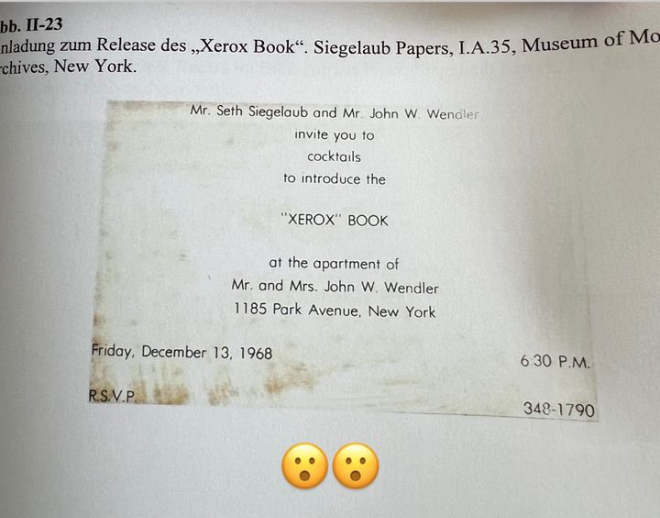 bb. II-23
nladung zum Release des „Xerox Book“. Siegelaub Papers, I.A.35, Museum of Mo
chives, New York.
Mr. Seth Siegelaub and Mr. John W. Wendler
invite you to
cocktails
to introduce the
"XEROX" BOOK
at the apartment of
Mr. and Mrs. John W. Wendler
1185 Park Avenue, New York
Friday, December 13, 1968
6:30 P.M.
R.S.V.P.
348-1790